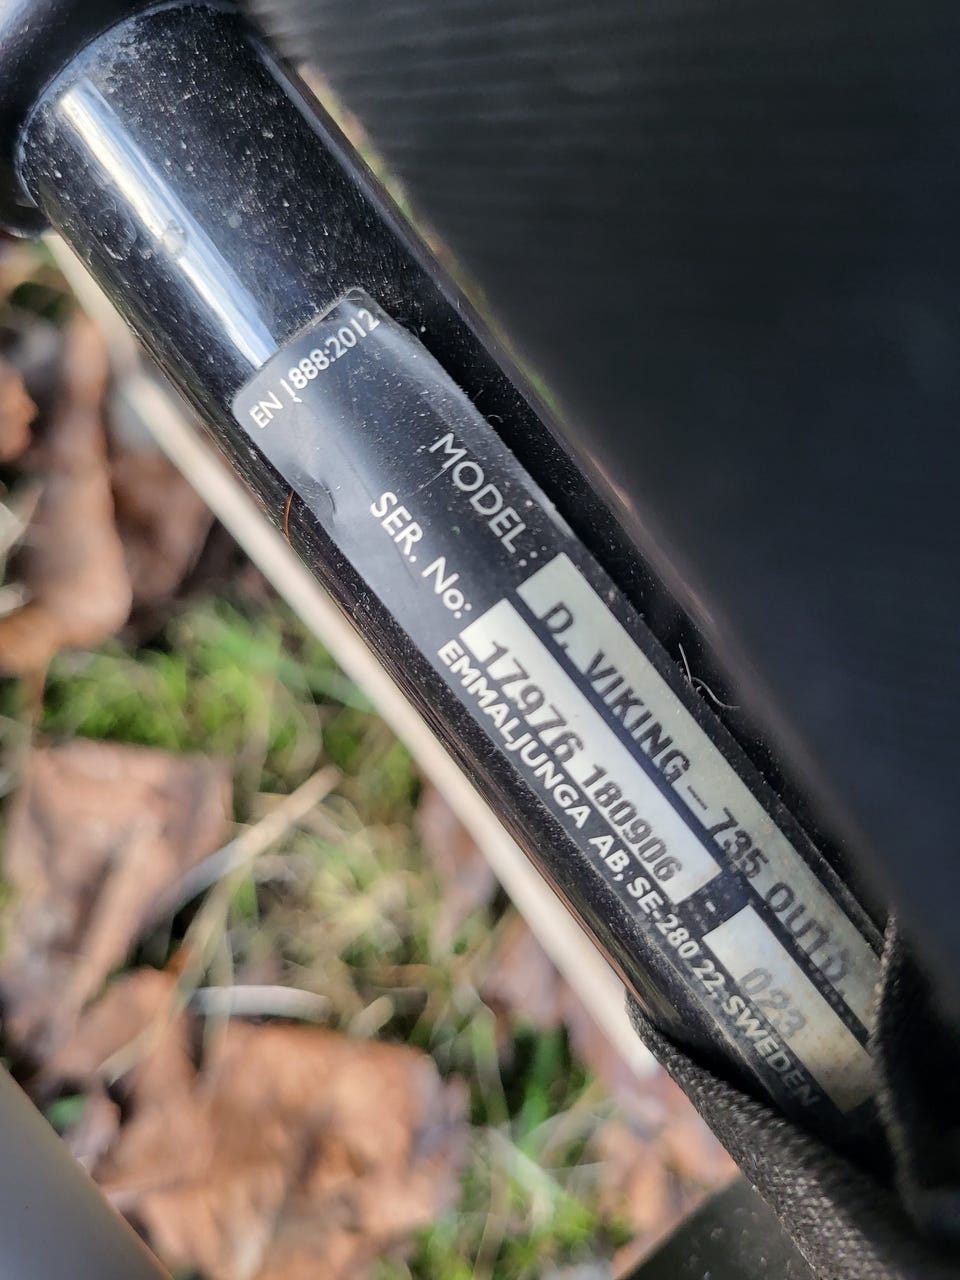 EN 1888:2012
MODEL : D. VIKING - 735 OUTD.
SER. No: 17976 180906 - 023
EMMALJUNGA AB, SE-280 22, SWEDEN